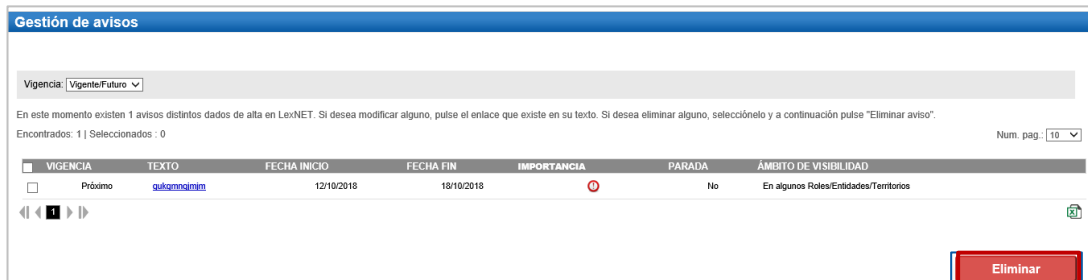 Gestión de avisos
Vigencia: Vigente/Futuro
En este momento existen 1 avisos distintos dados de alta en LexNET. Si desea modificar alguno, pulse el enlace que existe en su texto. Si desea eliminar alguno, selecciónelo y a continuación pulse "Eliminar aviso".
Encontrados: 1 | Seleccionados : 0 Num. pag.: 10
VIGENCIA TEXTO FECHA INICIO FECHA FIN IMPORTANCIA PARADA ÁMBITO DE VISIBILIDAD
Próximo gukqmnqjmjm 12/10/2018 18/10/2018 No En algunos Roles/Entidades/Territorios
1
Eliminar